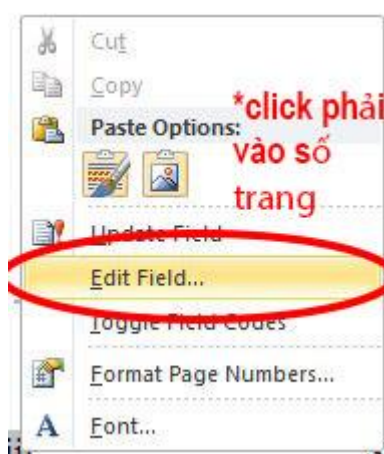 Cut
Copy
Paste Options:
*click phải
vào số
trang
Update Field
Edit Field...
Toggle Field Codes
Format Page Numbers...
Font...